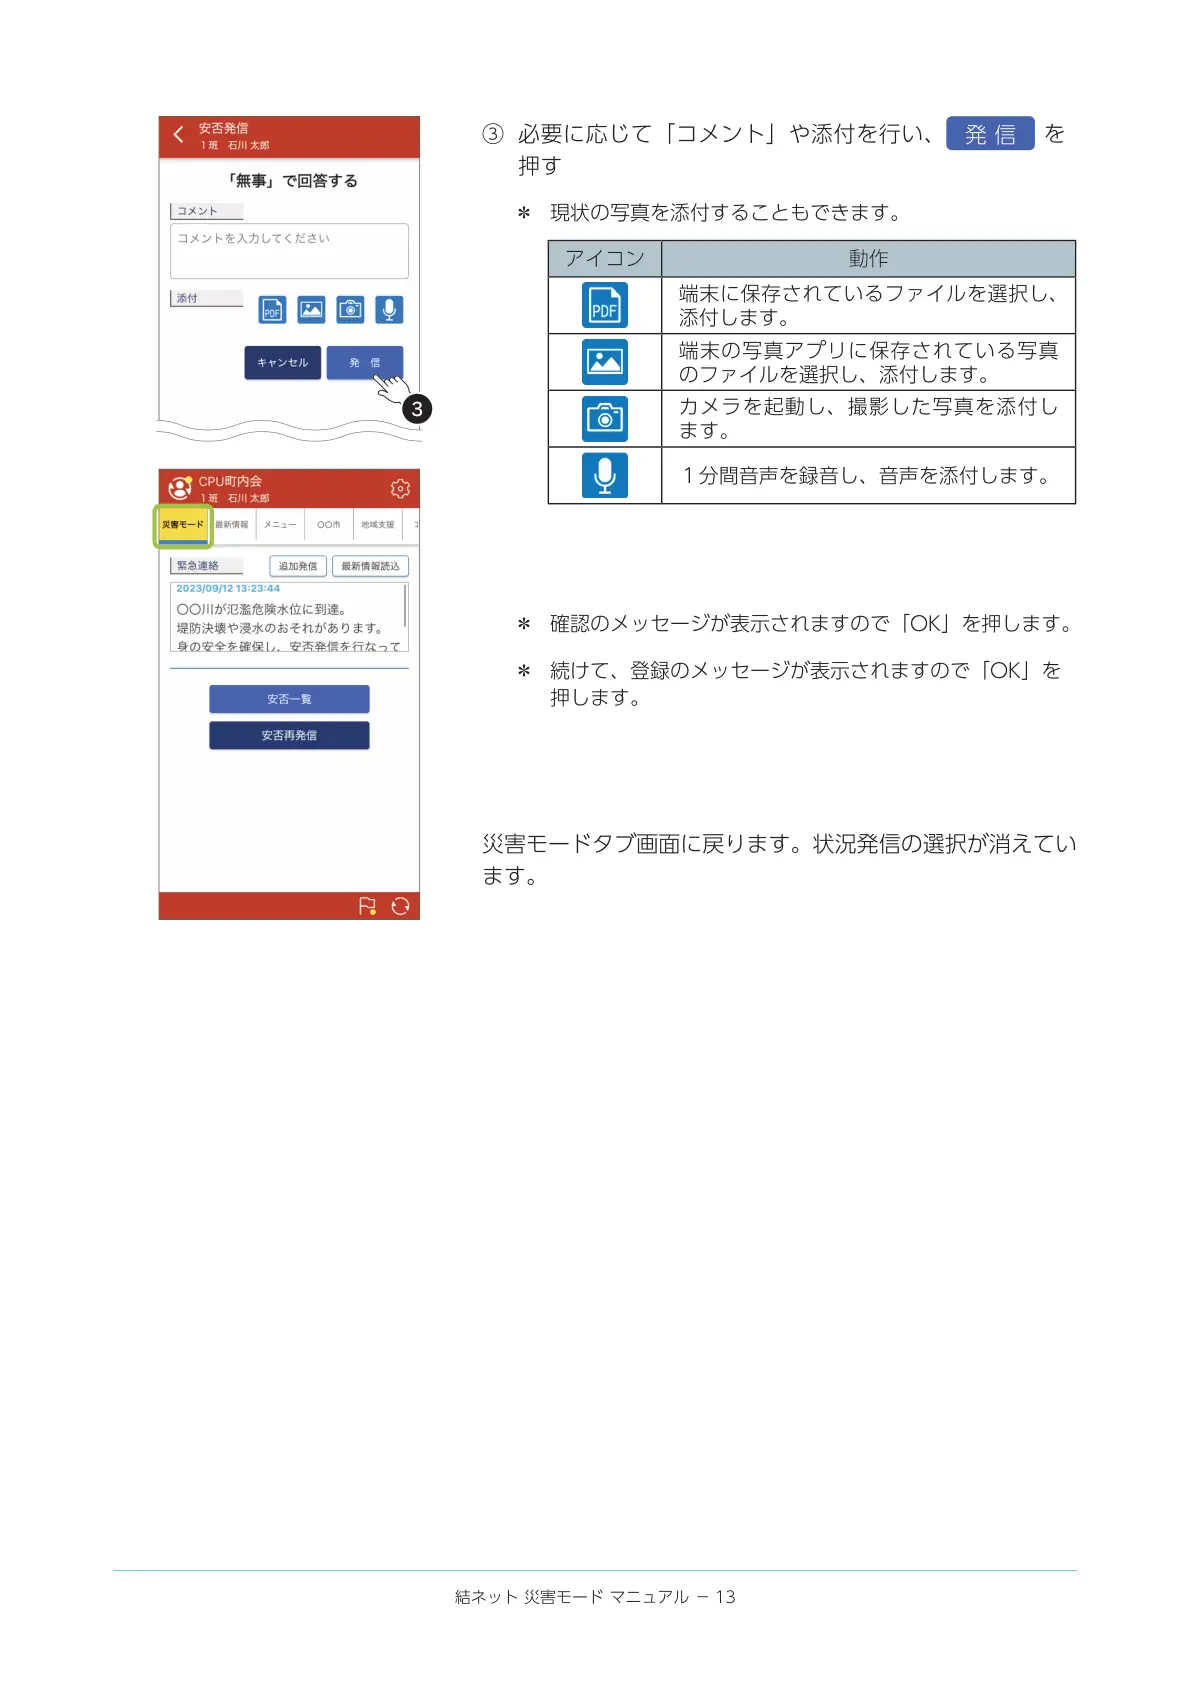 安否発信
1班 石川 太郎
「無事」で回答する
コメント
コメントを入力してください
添付
PDF
キャンセル
発 信
3
③ 必要に応じて「コメント」や添付を行い、 発 信 を
押す
＊ 現状の写真を添付することもできます。
アイコン 動作
PDF
端末に保存されているファイルを選択し、
添付します。
端末の写真アプリに保存されている写真
のファイルを選択し、添付します。
カメラを起動し、撮影した写真を添付し
ます。
1分間音声を録音し、音声を添付します。
CPU町内会
1班 石川 太郎
災害モード 最新情報 メニュー 〇〇市 地域支援
緊急連絡 追加発信 最新情報読込
2023/09/12 13:23:44
〇〇川が氾濫危険水位に到達。
堤防決壊や浸水のおそれがあります。
身の安全を確保し、安否発信を行なって
安否一覧
安否再発信
＊ 確認のメッセージが表示されますので「OK」を押します。
＊ 続けて、登録のメッセージが表示されますので「OK」を
押します。
災害モードタブ画面に戻ります。状況発信の選択が消えてい
ます。
結ネット 災害モード マニュアル － 13